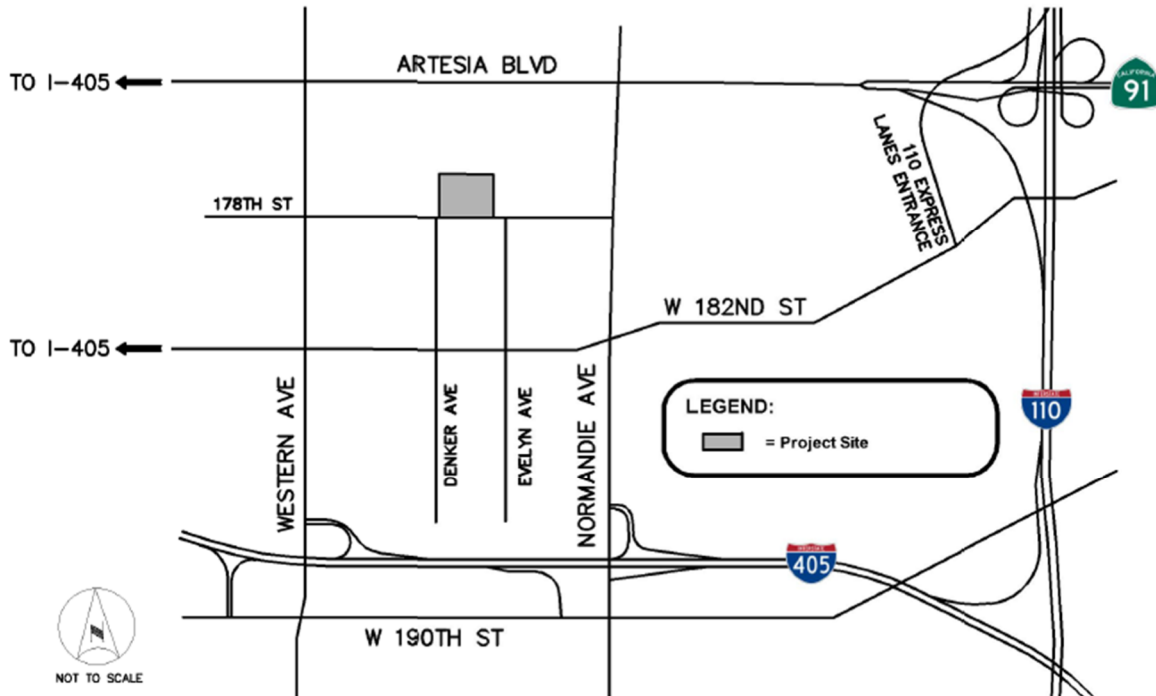 ARTESIA BLVD
TO I-405
CALIFORNIA
91
110 EXPRESS
LANES ENTRANCE
178TH ST
W 182ND ST
TO I-405
WESTERN AVE
DENKER AVE
EVELYN AVE
NORMANDIE AVE
LEGEND:
= Project Site
110
405
W 190TH ST
N
NOT TO SCALE